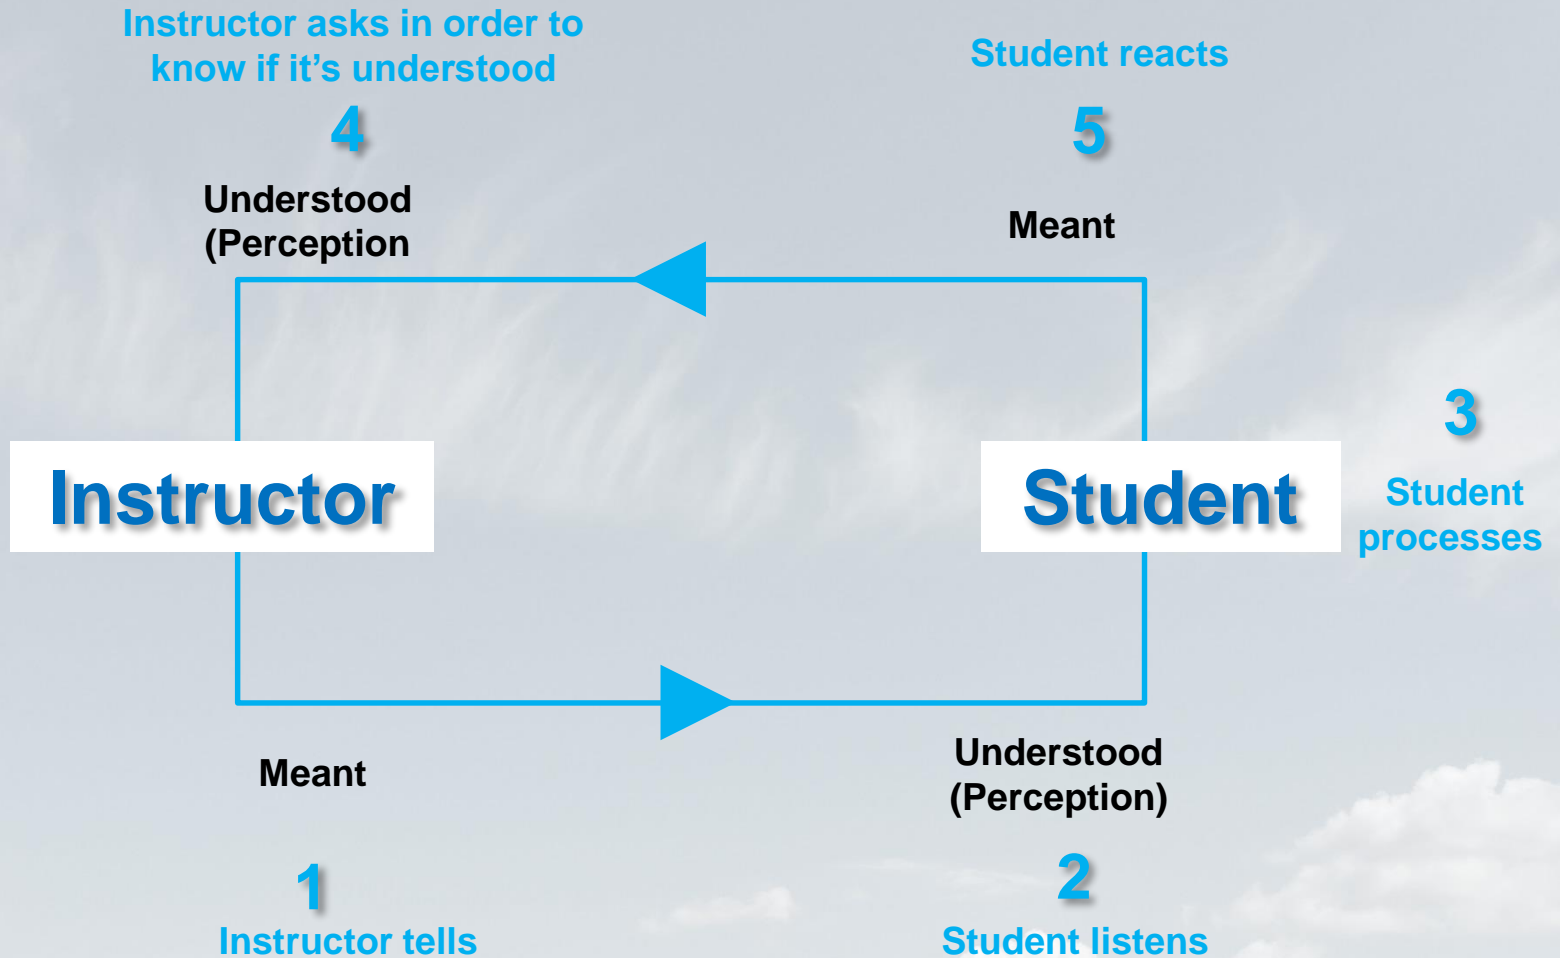 Instructor asks in order to
know if it’s understood
4
Understood
(Perception
Student reacts
5
Meant
Instructor
Student
3
Student
processes
Meant
1
Instructor tells
Understood
(Perception)
2
Student listens